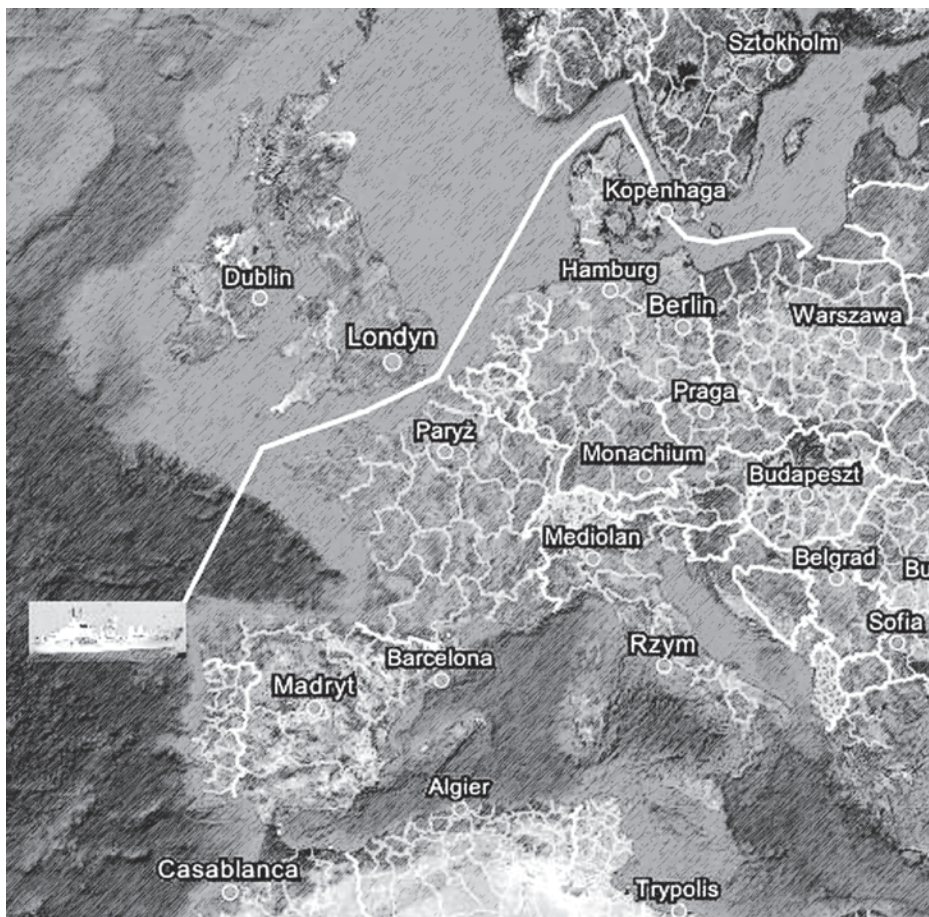 Sztokholm
Kopenhaga
Dublin
Hamburg
Berlin
Warszawa
Londyn
Praga
Paryż
Monachium
Budapeszt
Mediolan
Belgrad
Bu
Sofia
Barcelona
Rzym
Madryt
Algier
Casablanca
Trypolis